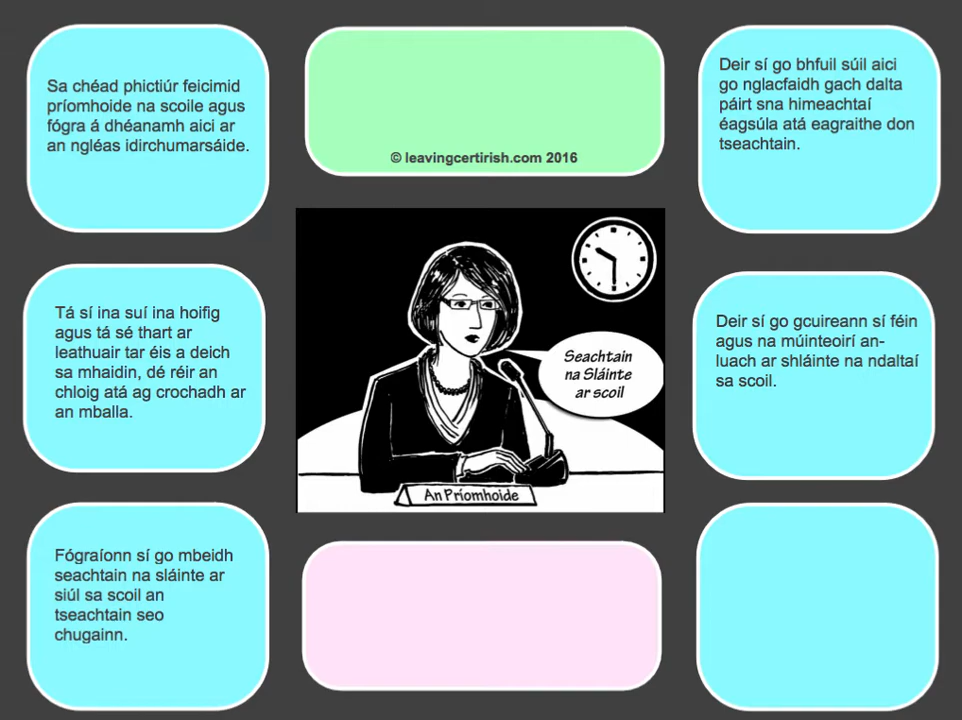 Sa chéad phictiúr feicimid
príomhoide na scoile agus
fógra á dhéanamh aici ar
an ngléas idirchumarsáide.
© leavingcertirish.com 2016
Deir sí go bhfuil súil aici
go nglacfaidh gach dalta
páirt sna himeachtaí
éagsúla atá eagraithe don
tseachtain.
Tá sí ina suí ina hoifig
agus tá sé thart ar
leathuair tar éis a deich
sa mhaidin, dé réir an
chloig atá ag crochadh ar
an mballa.
Seachtain
na Sláinte
ar scoil
An Príomhoide
Deir sí go gcuireann sí féin
agus na múinteoirí an-
luach ar shláinte na ndaltaí
sa scoil.
Fógraíonn sí go mbeidh
seachtain na sláinte ar
siúl sa scoil an
tseachtain seo
chugainn.